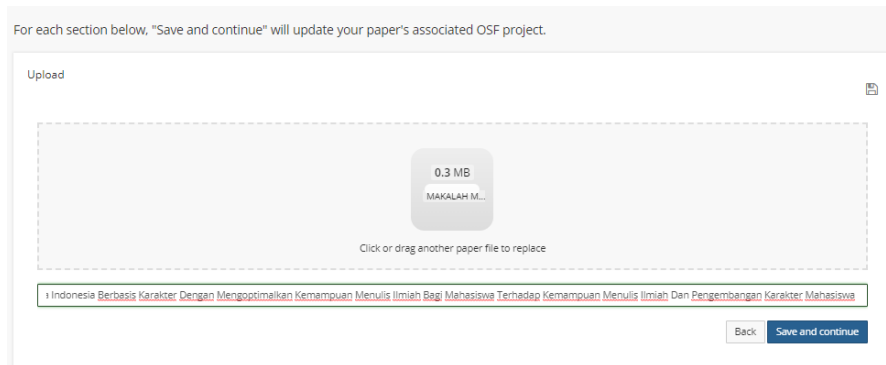 For each section below, "Save and continue" will update your paper's associated OSF project.
Upload
0.3 MB
MAKALAH M...
Click or drag another paper file to replace
a Indonesia Berbasis Karakter Dengan Mengoptimalkan Kemampuan Menulis Ilmiah Bagi Mahasiswa Terhadap Kemampuan Menulis Ilmiah Dan Pengembangan Karakter Mahasiswa
Back Save and continue